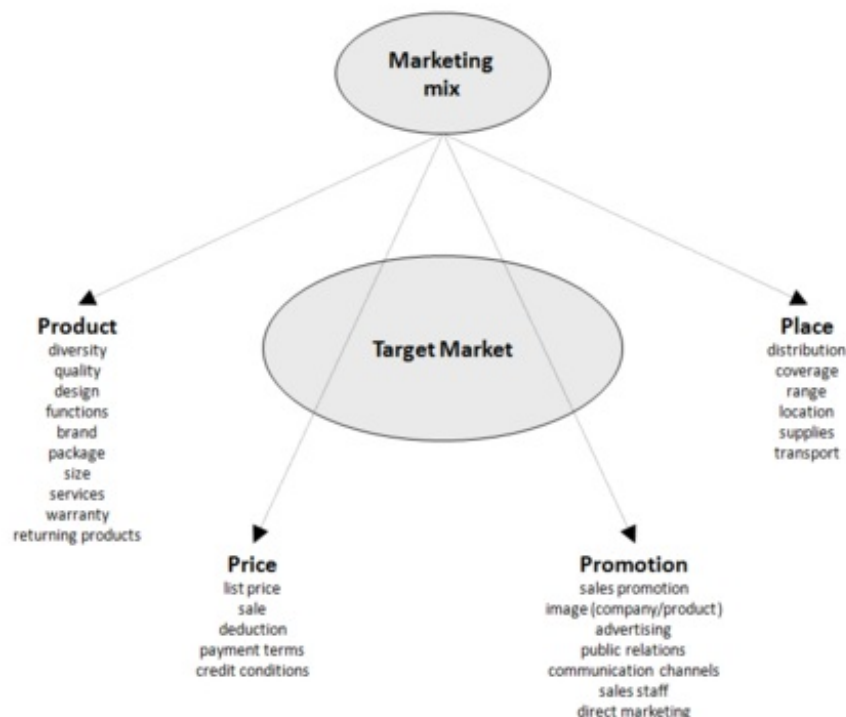 Marketing
mix
Target Market
Product
diversity
quality
design
functions
brand
package
size
services
warranty
returning products
Price
list price
sale
deduction
payment terms
credit conditions
Promotion
sales promotion
image (company/product)
advertising
public relations
communication channels
sales staff
direct marketing
Place
distribution
coverage
range
location
supplies
transport